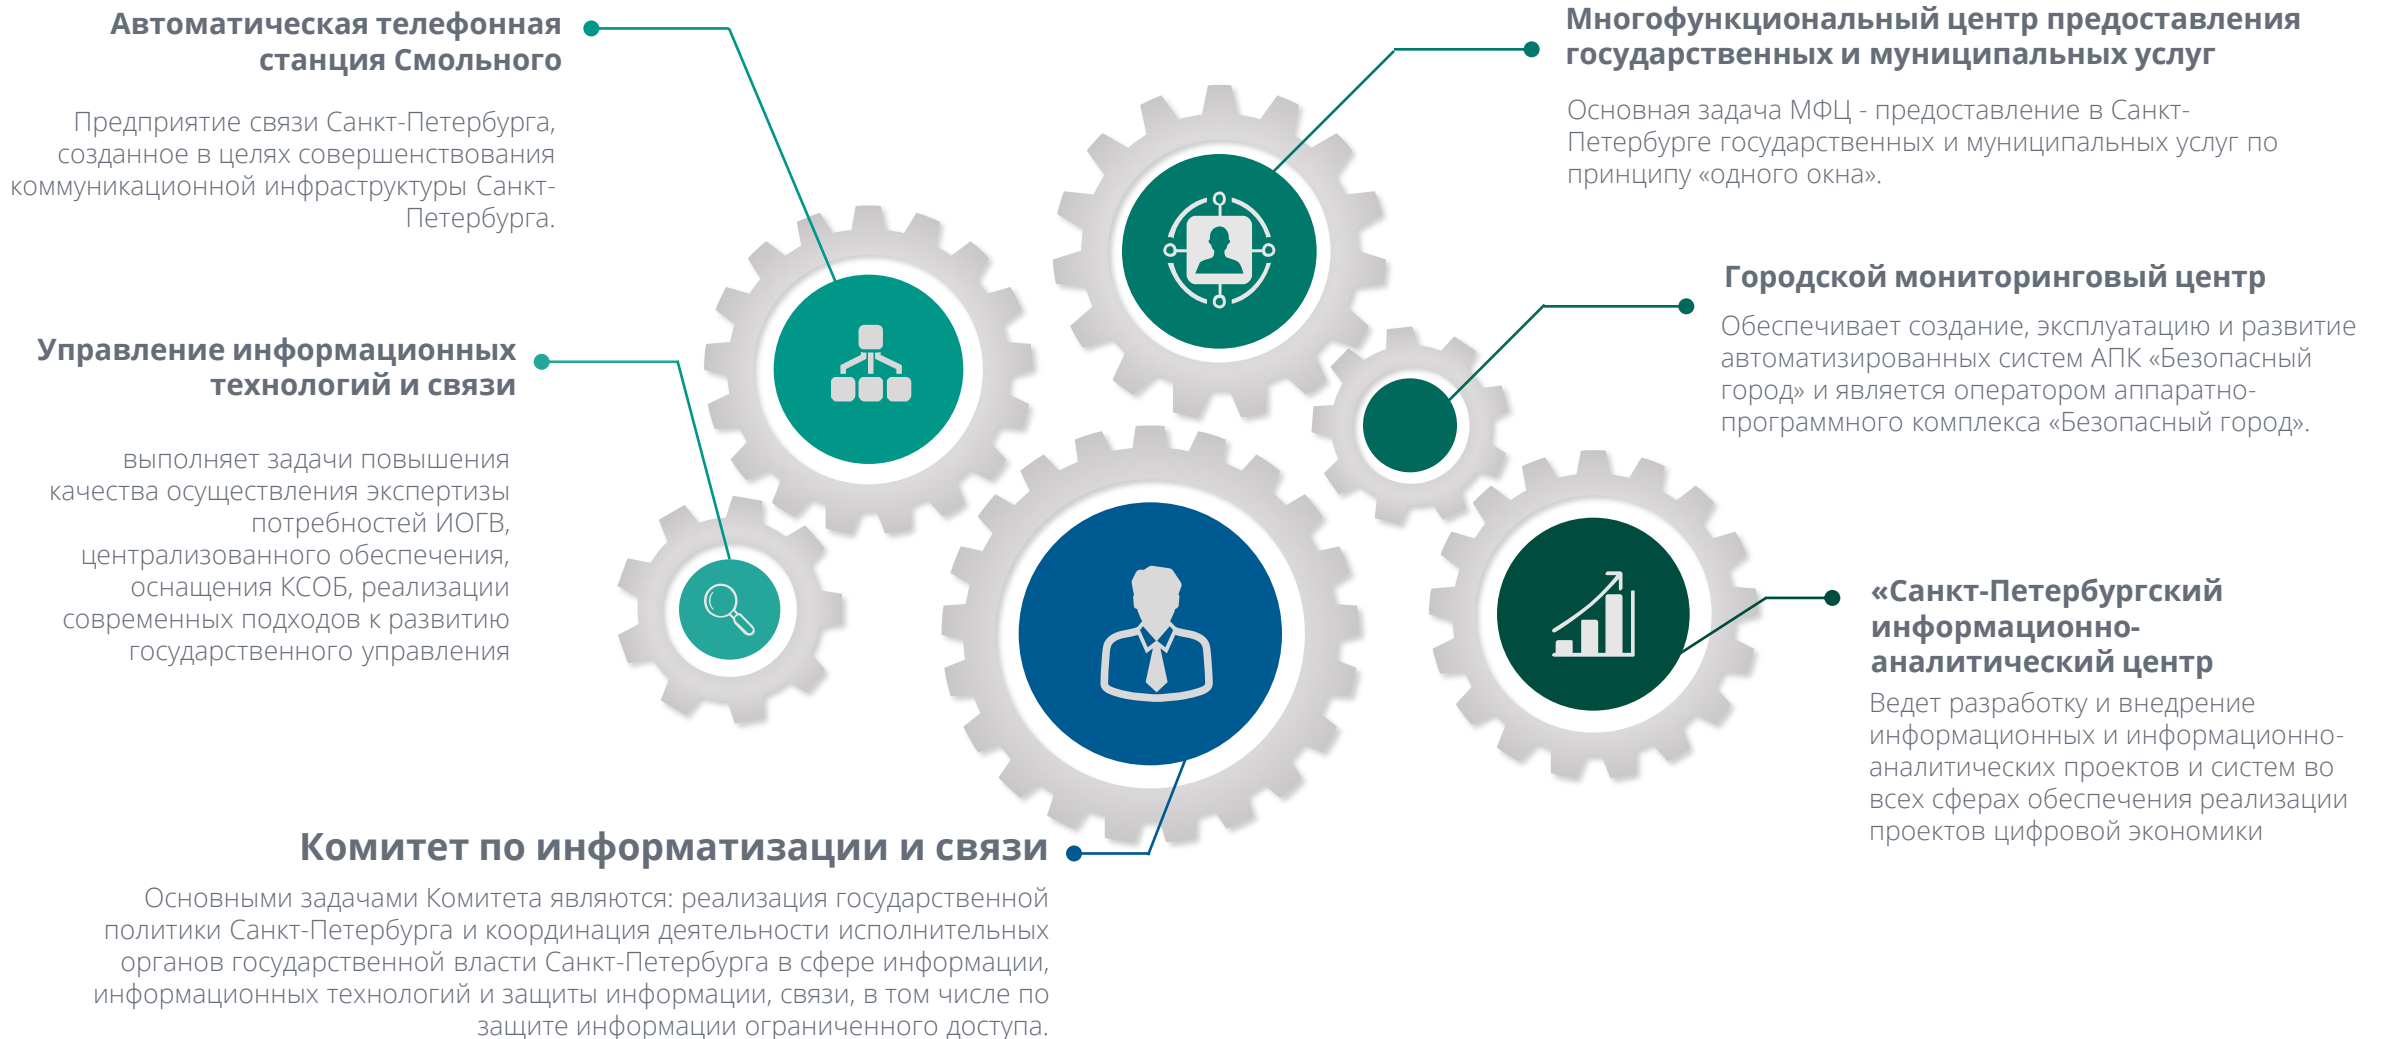 Автоматическая телефонная
станция Смольного
Предприятие связи Санкт-Петербурга,
созданное в целях совершенствования
коммуникационной инфраструктуры Санкт-
Петербурга.
Управление информационных
технологий и связи
выполняет задачи повышения
качества осуществления экспертизы
потребностей ИОГВ,
централизованного обеспечения,
оснащения КСОБ, реализации
современных подходов к развитию
государственного управления
Многофункциональный центр предоставления
государственных и муниципальных услуг
Основная задача МФЦ - предоставление в Санкт-
Петербурге государственных и муниципальных услуг по
принципу «одного окна».
Городской мониторинговый центр
Обеспечивает создание, эксплуатацию и развитие
автоматизированных систем АПК «Безопасный
город» и является оператором аппаратно-
программного комплекса «Безопасный город».
«Санкт-Петербургский
информационно-
аналитический центр
Ведет разработку и внедрение
информационных и информационно-
аналитических проектов и систем во
всех сферах обеспечения реализации
проектов цифровой экономики
Комитет по информатизации и связи
Основными задачами Комитета являются: реализация государственной
политики Санкт-Петербурга и координация деятельности исполнительных
органов государственной власти Санкт-Петербурга в сфере информации,
информационных технологий и защиты информации, связи, в том числе по
защите информации ограниченного доступа.